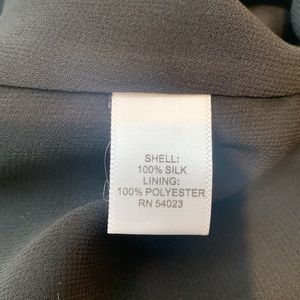 SHELL:
100% SILK
LINING:
100% POLYESTER
RN 54023